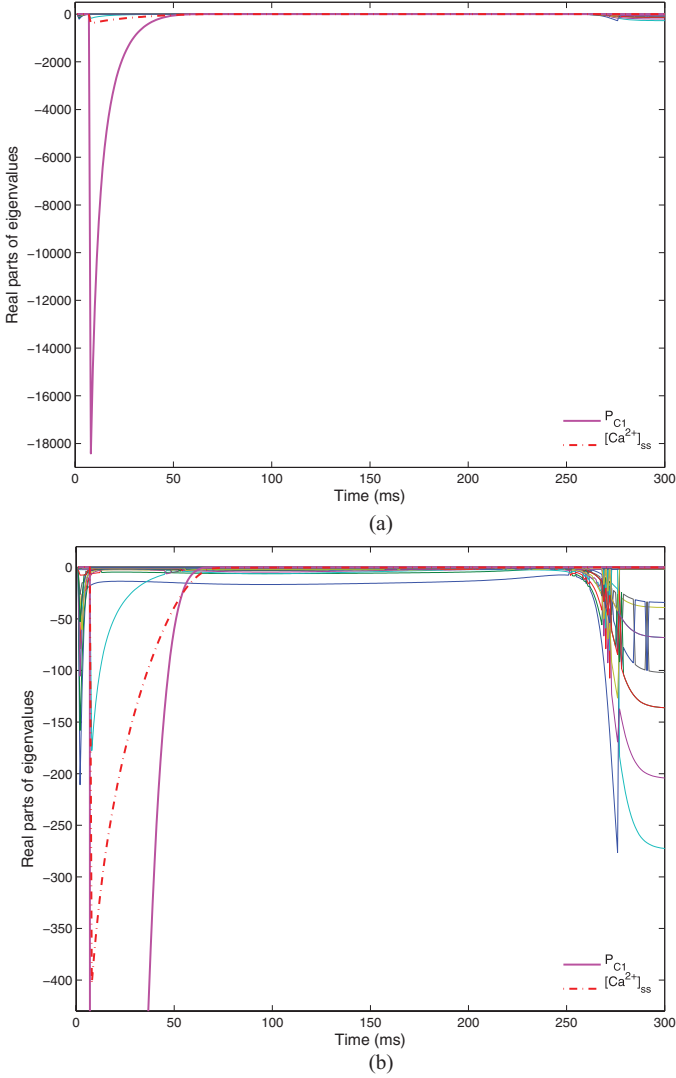 0
−2000
−4000
−6000
−8000
−10000
−12000
−14000
−16000
−18000
Real parts of eigenvalues
P_C1
[Ca²⁺]_ss
0 50 100 150 200 250 300
Time (ms)
(a)
0
−50
−100
−150
−200
−250
−300
−350
−400
Real parts of eigenvalues
P_C1
[Ca²⁺]_ss
0 50 100 150 200 250 300
Time (ms)
(b)